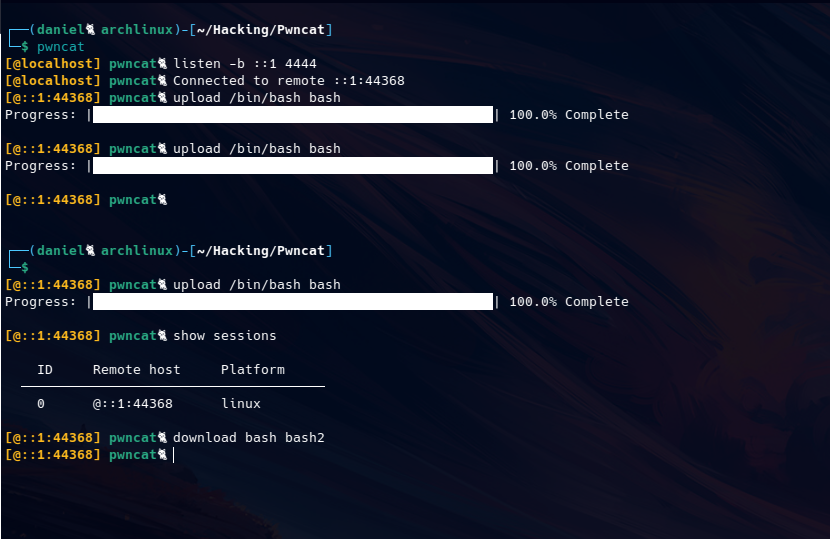 ┌──(daniel🐈archlinux)-[~/Hacking/Pwncat]
└─$ pwncat
[@localhost] pwncat🐈 listen -b ::1 4444
[@localhost] pwncat🐈 Connected to remote ::1:44368
[@::1:44368] pwncat🐈 upload /bin/bash bash
Progress: |████████████████████████████████████████| 100.0% Complete
[@::1:44368] pwncat🐈 upload /bin/bash bash
Progress: |████████████████████████████████████████| 100.0% Complete
[@::1:44368] pwncat🐈
┌──(daniel🐈archlinux)-[~/Hacking/Pwncat]
└─$
[@::1:44368] pwncat🐈 upload /bin/bash bash
Progress: |████████████████████████████████████████| 100.0% Complete
[@::1:44368] pwncat🐈 show sessions
ID Remote host Platform
0 @::1:44368 linux
[@::1:44368] pwncat🐈 download bash bash2
[@::1:44368] pwncat🐈